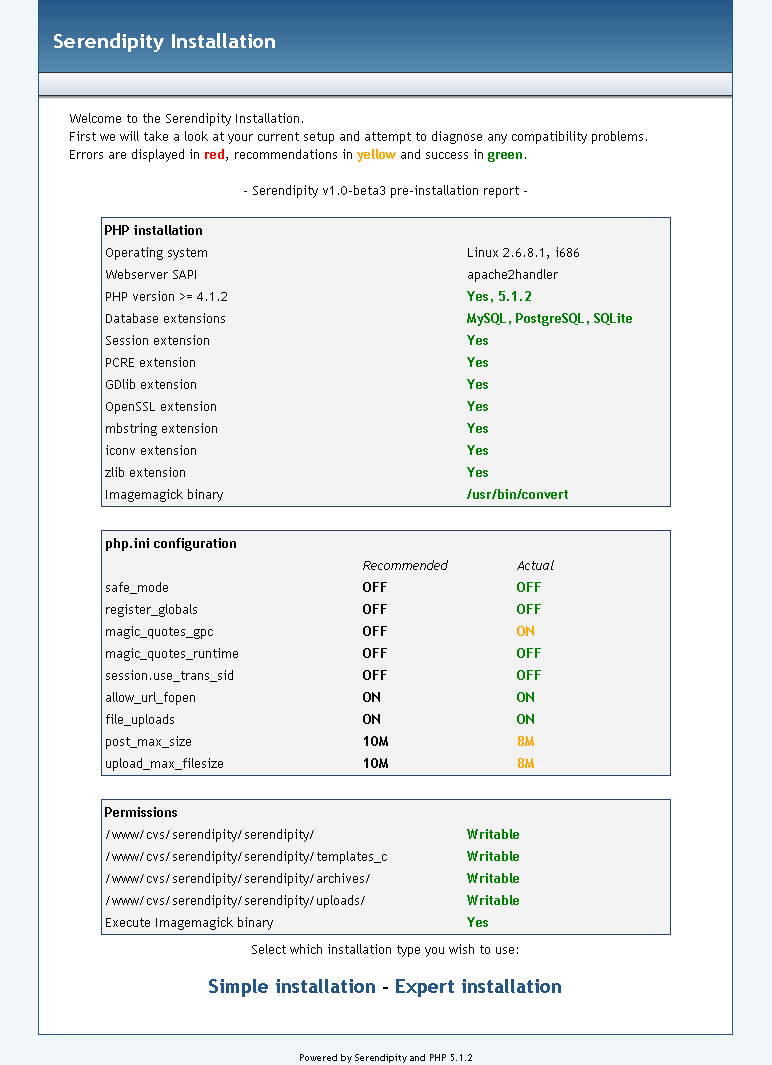 Serendipity Installation
Welcome to the Serendipity Installation.
First we will take a look at your current setup and attempt to diagnose any compatibility problems.
Errors are displayed in red, recommendations in yellow and success in green.
- Serendipity v1.0-beta3 pre-installation report -
PHP installation
Operating system Linux 2.6.8.1, i686
Webserver SAPI apache2handler
PHP version >= 4.1.2 Yes, 5.1.2
Database extensions MySQL, PostgreSQL, SQLite
Session extension Yes
PCRE extension Yes
GDlib extension Yes
OpenSSL extension Yes
mbstring extension Yes
iconv extension Yes
zlib extension Yes
Imagemagick binary /usr/bin/convert
php.ini configuration
Recommended Actual
safe_mode OFF OFF
register_globals OFF OFF
magic_quotes_gpc OFF ON
magic_quotes_runtime OFF OFF
session.use_trans_sid OFF OFF
allow_url_fopen ON ON
file_uploads ON ON
post_max_size 10M 8M
upload_max_filesize 10M 8M
Permissions
/www/cvs/serendipity/serendipity/ Writable
/www/cvs/serendipity/serendipity/templates_c Writable
/www/cvs/serendipity/serendipity/archives/ Writable
/www/cvs/serendipity/serendipity/uploads/ Writable
Execute Imagemagick binary Yes
Select which installation type you wish to use:
Simple installation - Expert installation
Powered by Serendipity and PHP 5.1.2